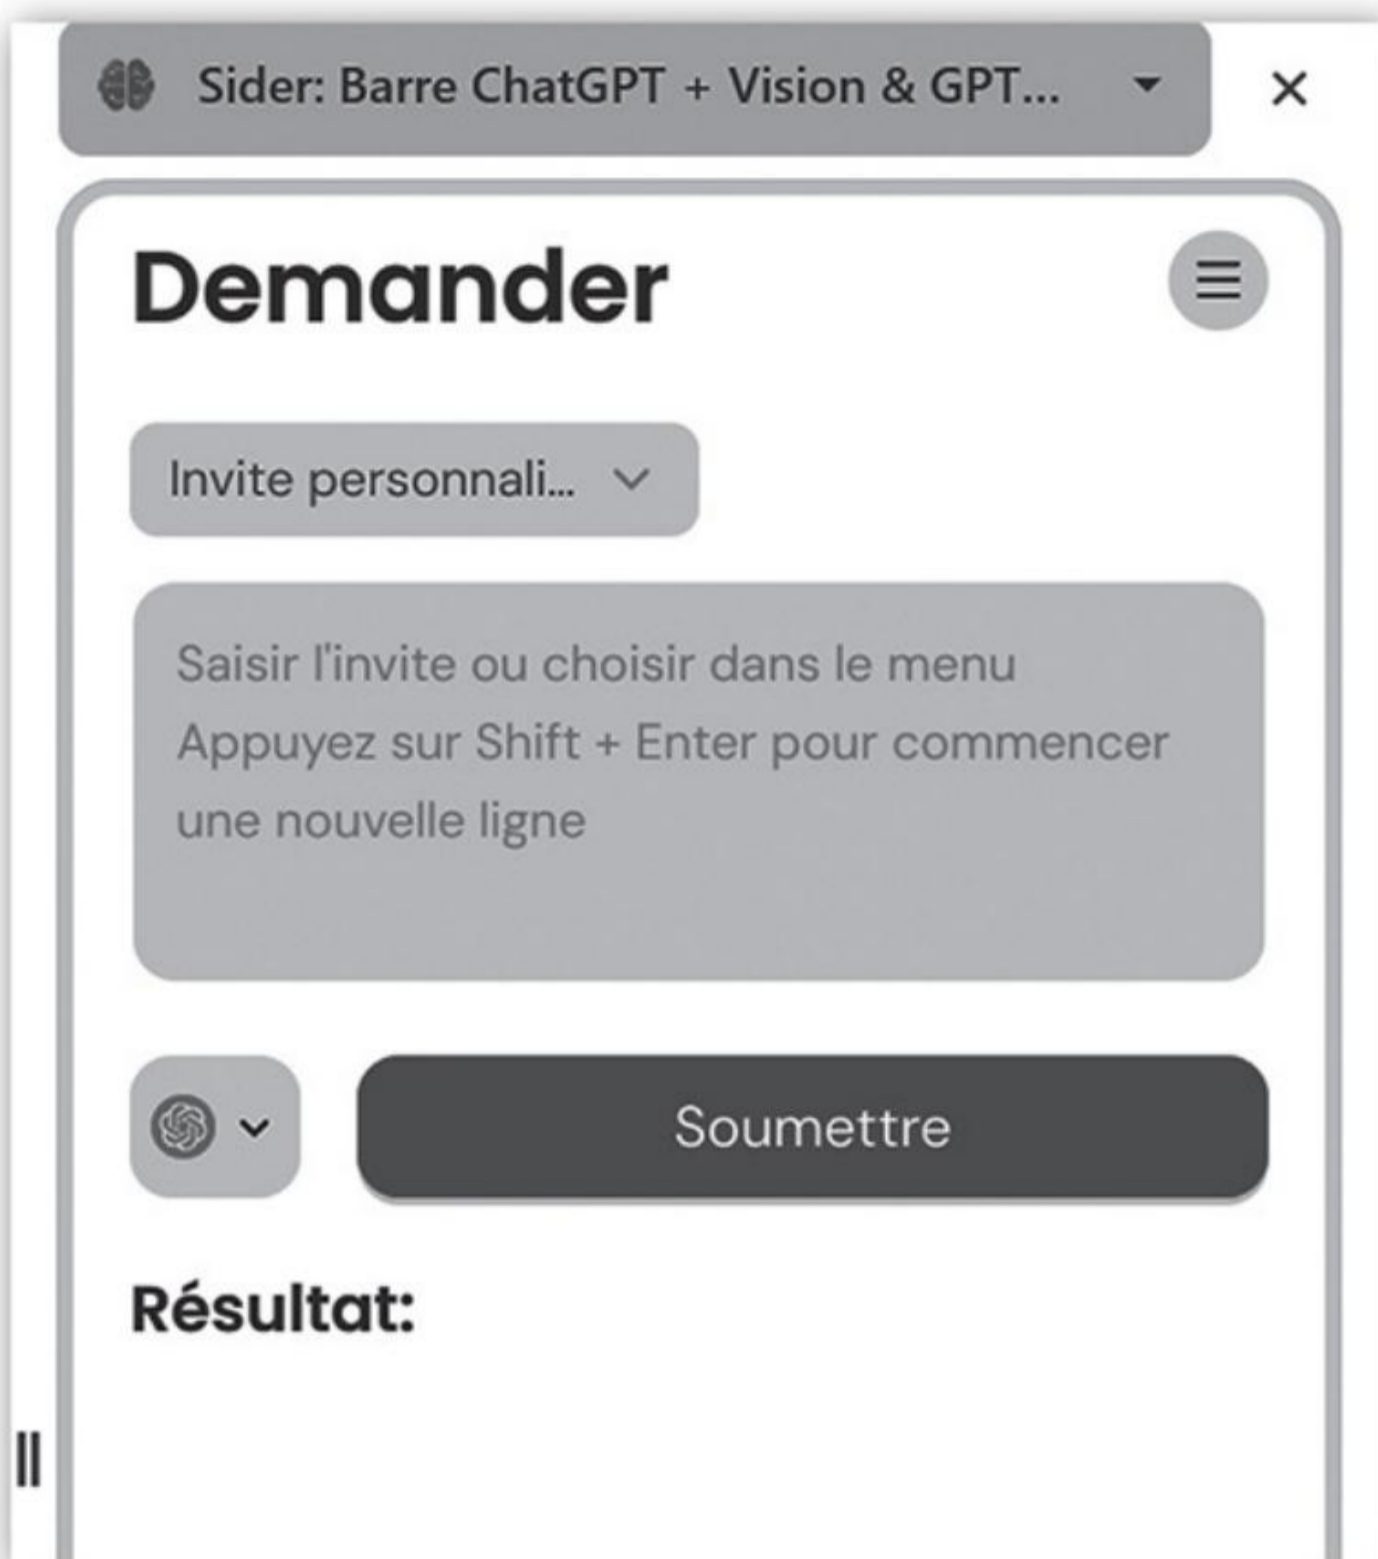 Sider: Barre ChatGPT + Vision & GPT...
Demander
Invite personnali...
Saisir l'invite ou choisir dans le menu
Appuyez sur Shift + Enter pour commencer
une nouvelle ligne
Soumettre
Résultat: